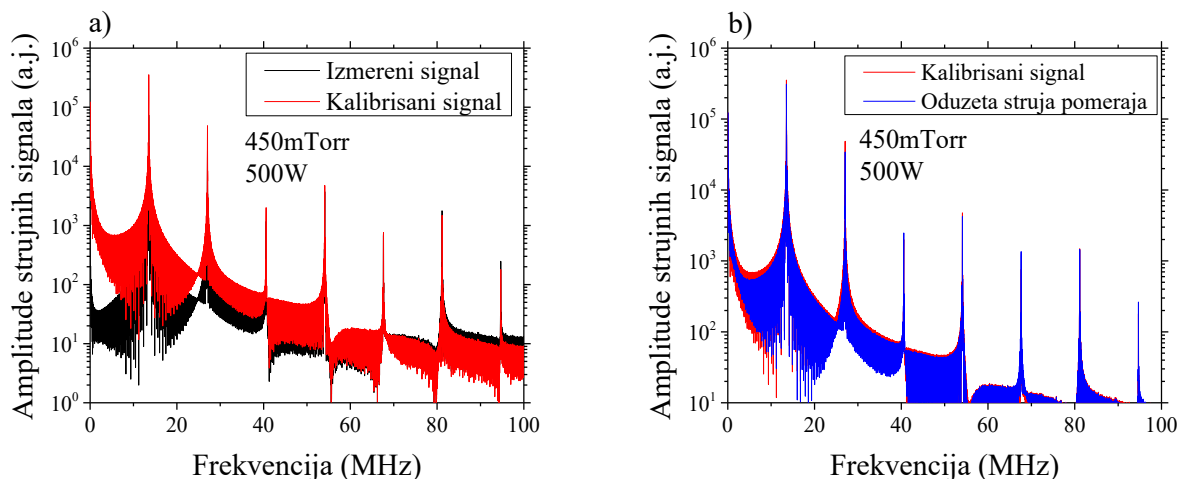 a)
Izmereni signal
Kalibrisani signal
450mTorr
500W
Amplitude strujnih signala (a.j.)
10^6
10^5
10^4
10^3
10^2
10^1
10^0
0 20 40 60 80 100
Frekvencija (MHz)
b)
Kalibrisani signal
Oduzeta struja pomeraja
450mTorr
500W
Amplitude strujnih signala (a.j.)
10^6
10^5
10^4
10^3
10^2
10^1
0 20 40 60 80 100
Frekvencija (MHz)